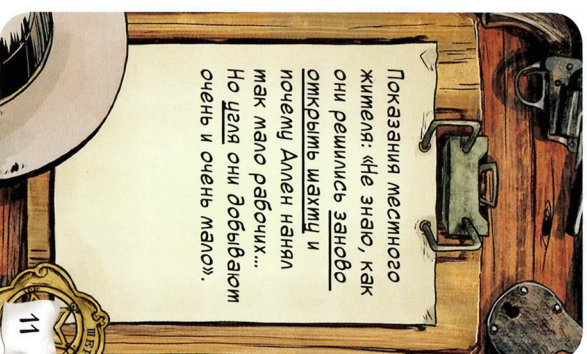 Показания местного
жителя: «Не знаю, как
они решились заново
открыть шахту и
почему Аллен нанял
так мало рабочих...
Но угля они добывают
очень и очень мало».
11